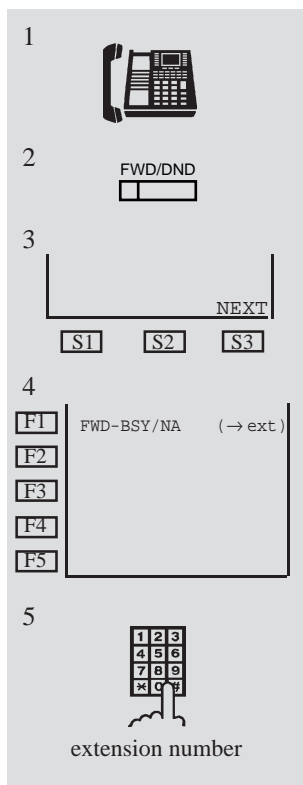 1
2
FWD/DND
3
NEXT
S1 S2 S3
4
F1 FWD-BSY/NA (→ext)
F2
F3
F4
F5
5
1 2 3
4 5 6
7 8 9
* 0 #
extension number